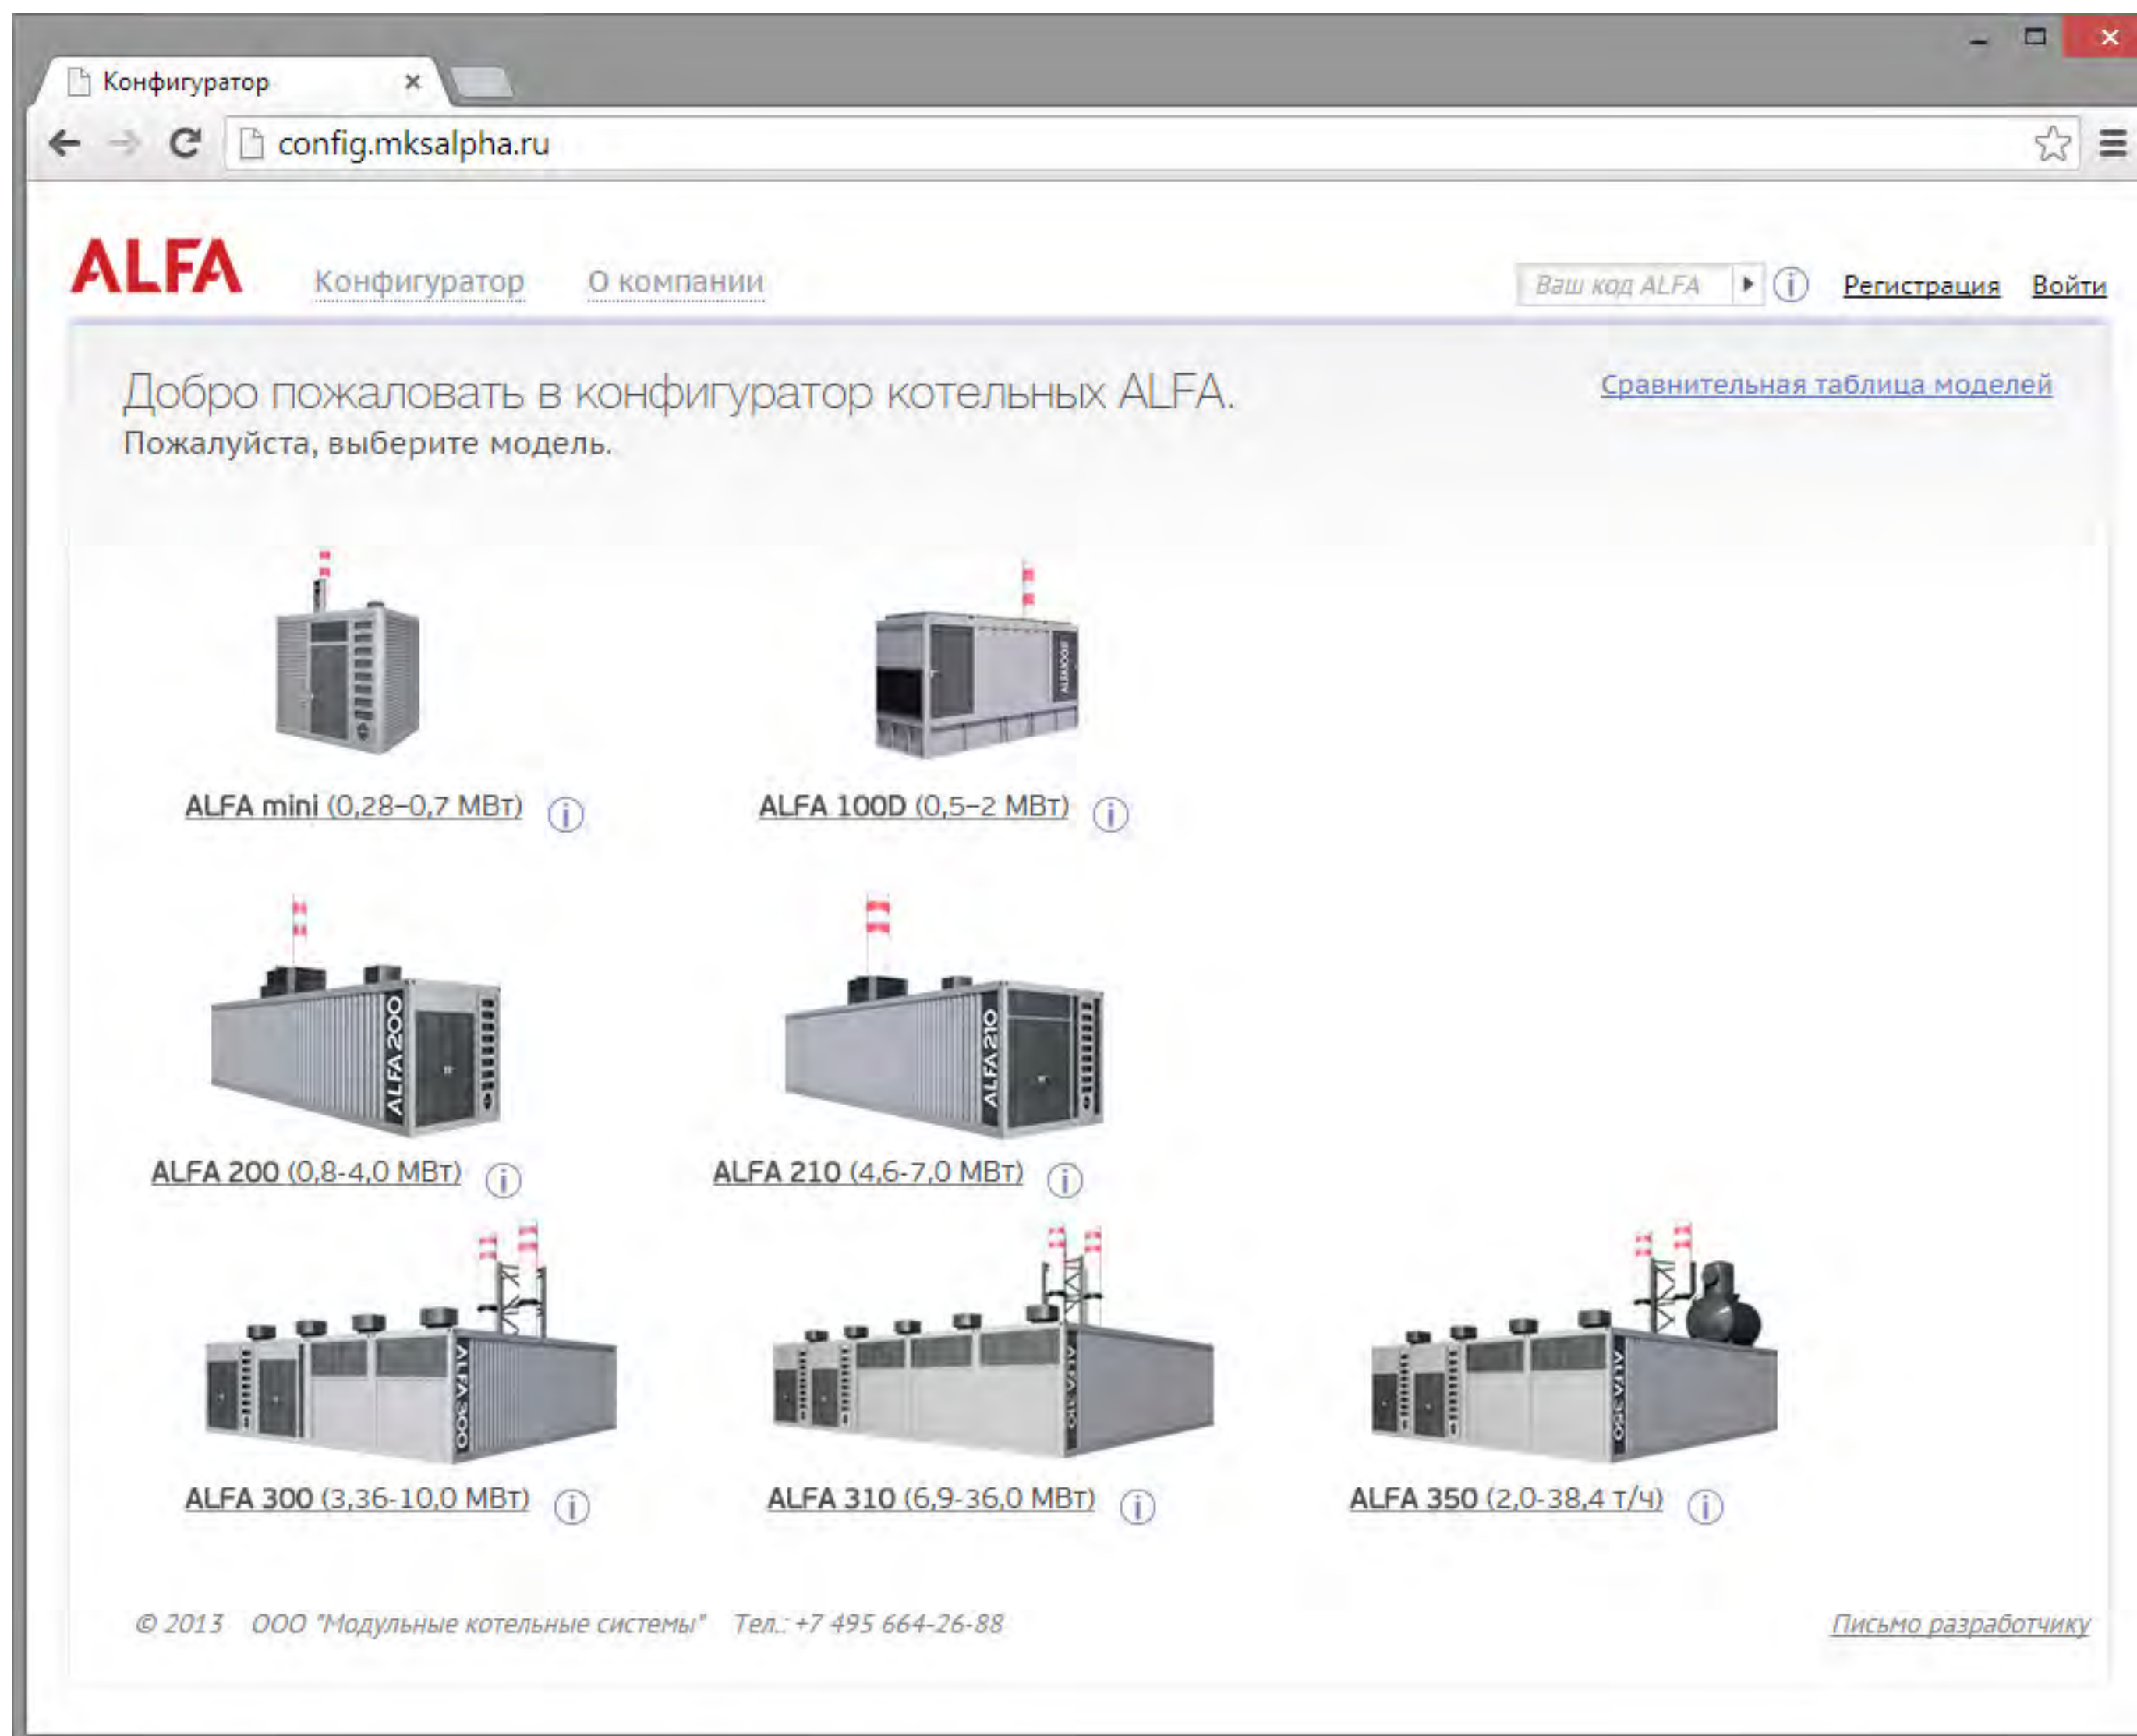 Конфигуратор
config.mksalpha.ru
ALFA Конфигуратор О компании Ваш код ALFA Регистрация Войти
Добро пожаловать в конфигуратор котельных ALFA. Сравнительная таблица моделей
Пожалуйста, выберите модель.
ALFA mini (0,28–0,7 МВт) i ALFA 100D (0,5–2 МВт) i
ALFA 200 ALFA 210
ALFA 200 (0,8-4,0 МВт) i ALFA 210 (4,6-7,0 МВт) i
ALFA 300 ALFA 310 ALFA 350
ALFA 300 (3,36-10,0 МВт) i ALFA 310 (6,9-36,0 МВт) i ALFA 350 (2,0-38,4 т/ч) i
© 2013 ООО "Модульные котельные системы" Тел.: +7 495 664-26-88 Письмо разработчику